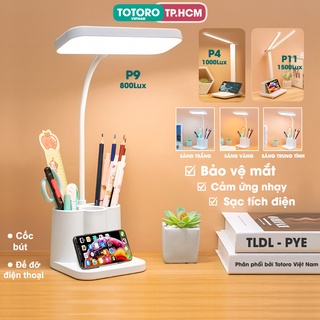 TOTORO
VIETNAM
TP.HCM
P9
800Lux
P4
1000Lux
P11
1500Lux
SÁNG TRẮNG
SÁNG VÀNG
SÁNG TRUNG TÍNH
Bảo vệ mắt
Cảm ứng nhạy
Sạc tích điện
Cốc
bút
Đế đỡ
điện thoại
TLDL - PYE
Phân phối bởi Totoro Việt Nam